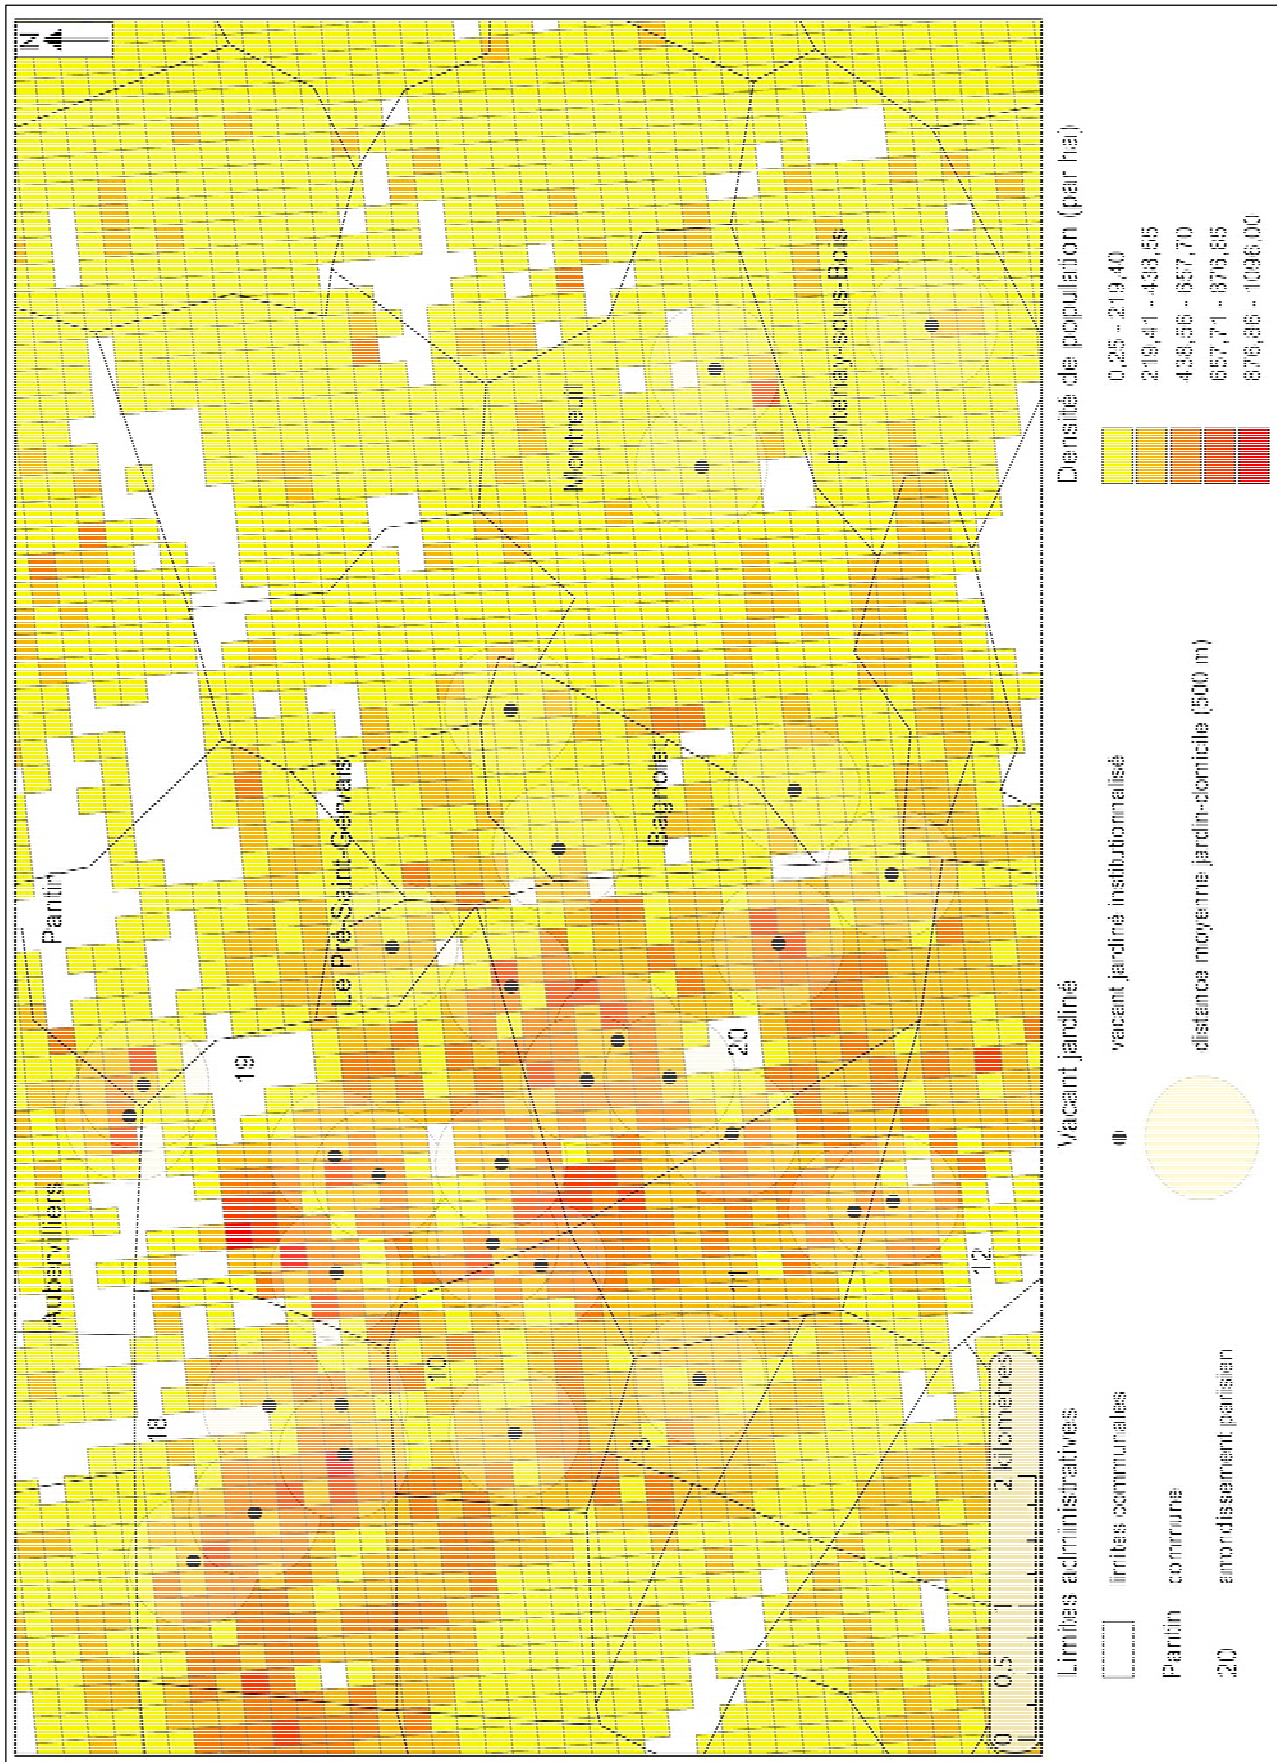 N
Pantin
Aubervilliers
18
19
Le Pré-Saint-Gervais
10
Montreuil
Bagnolet
3
20
11
Fontenay-sous-Bois
12
0 0,5 1 2 kilomètres
Limites administratives
limites communales
Pantin commune
20 arrondissement parisien
Vacant jardiné
vacant jardiné institutionnalisé
distance moyenne jardin-domicile (500 m)
Densité de population (par ha)
0,25 - 219,40
219,41 - 438,55
438,56 - 657,70
657,71 - 876,85
876,86 - 1096,00